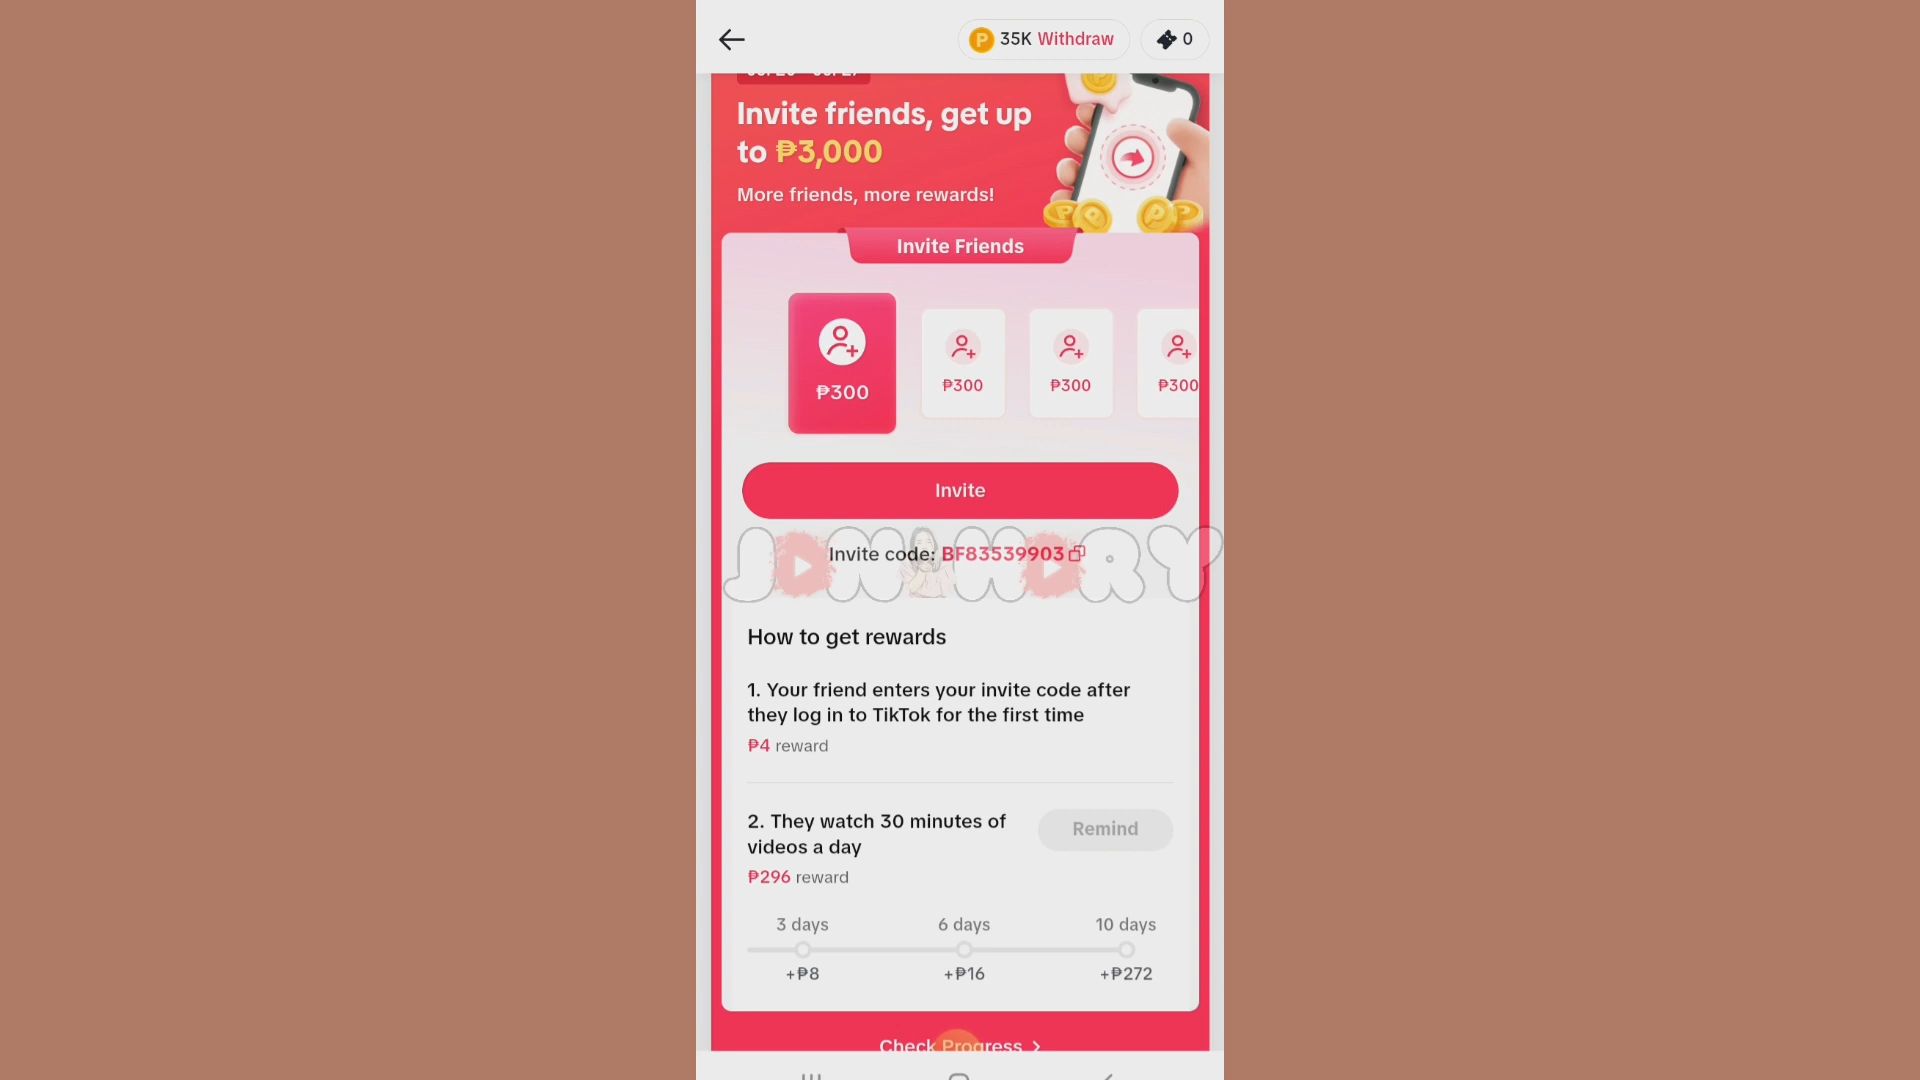 35K Withdraw
0
Invite friends, get up
to ₱3,000
More friends, more rewards!
Invite Friends
₱300
₱300
₱300
₱300
Invite
Invite code: BF83539903
JON MORY
How to get rewards
1. Your friend enters your invite code after
they log in to TikTok for the first time
₱4 reward
2. They watch 30 minutes of
videos a day
Remind
₱296 reward
3 days
6 days
10 days
+₱8
+₱16
+₱272
Check Progress >